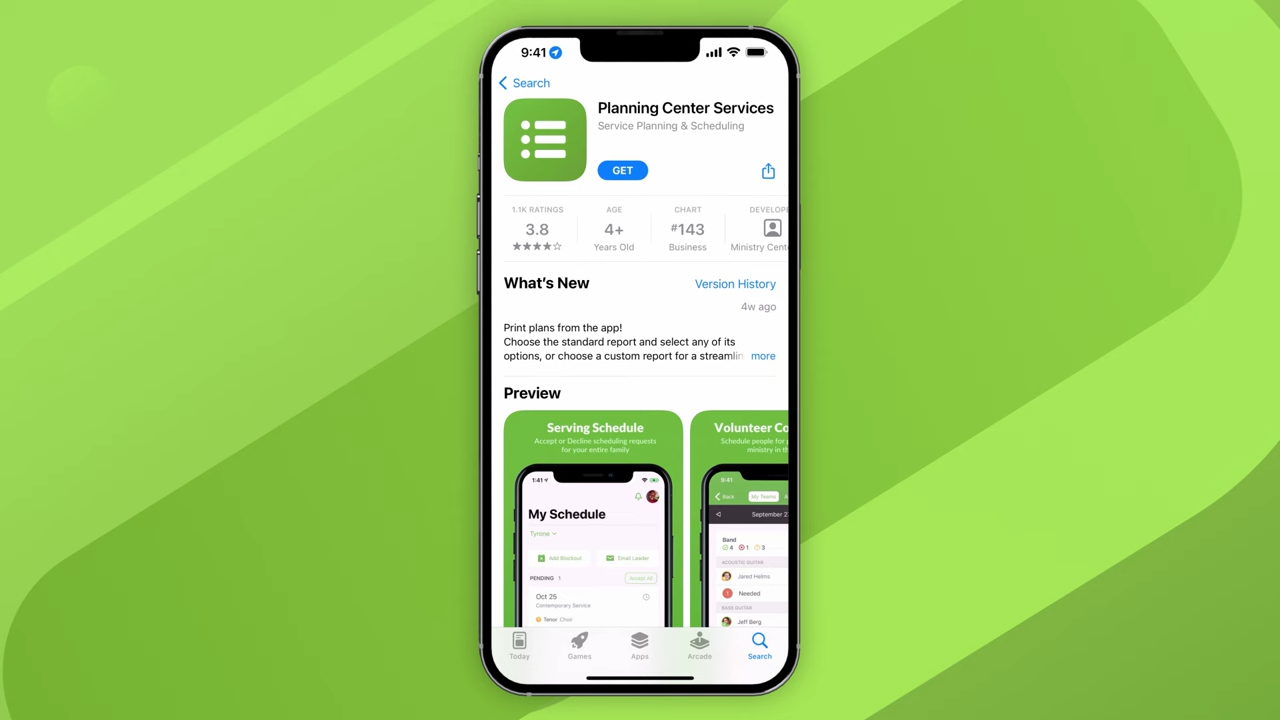 9:41
Search
Planning Center Services
Service Planning & Scheduling
GET
1.1K RATINGS
3.8
AGE
4+
Years Old
CHART
#143
Business
DEVELOP
Ministry Cent
What's New
Version History
4w ago
Print plans from the app!
Choose the standard report and select any of its
options, or choose a custom report for a streamlin
more
Preview
Serving Schedule
Accept or Decline scheduling requests
for your entire family
1:41
My Schedule
Tyrone
Add Blockout
Email Leader
PENDING 1
Accept All
Oct 25
Contemporary Service
Tenor Choir
Volunteer Co
Schedule people for
ministry in th
9:41
Back
My Teams
September 2
Band
4 1 3
ACOUSTIC GUITAR
Jared Helms
Needed
BASS GUITAR
Jeff Berg
Today
Games
Apps
Arcade
Search